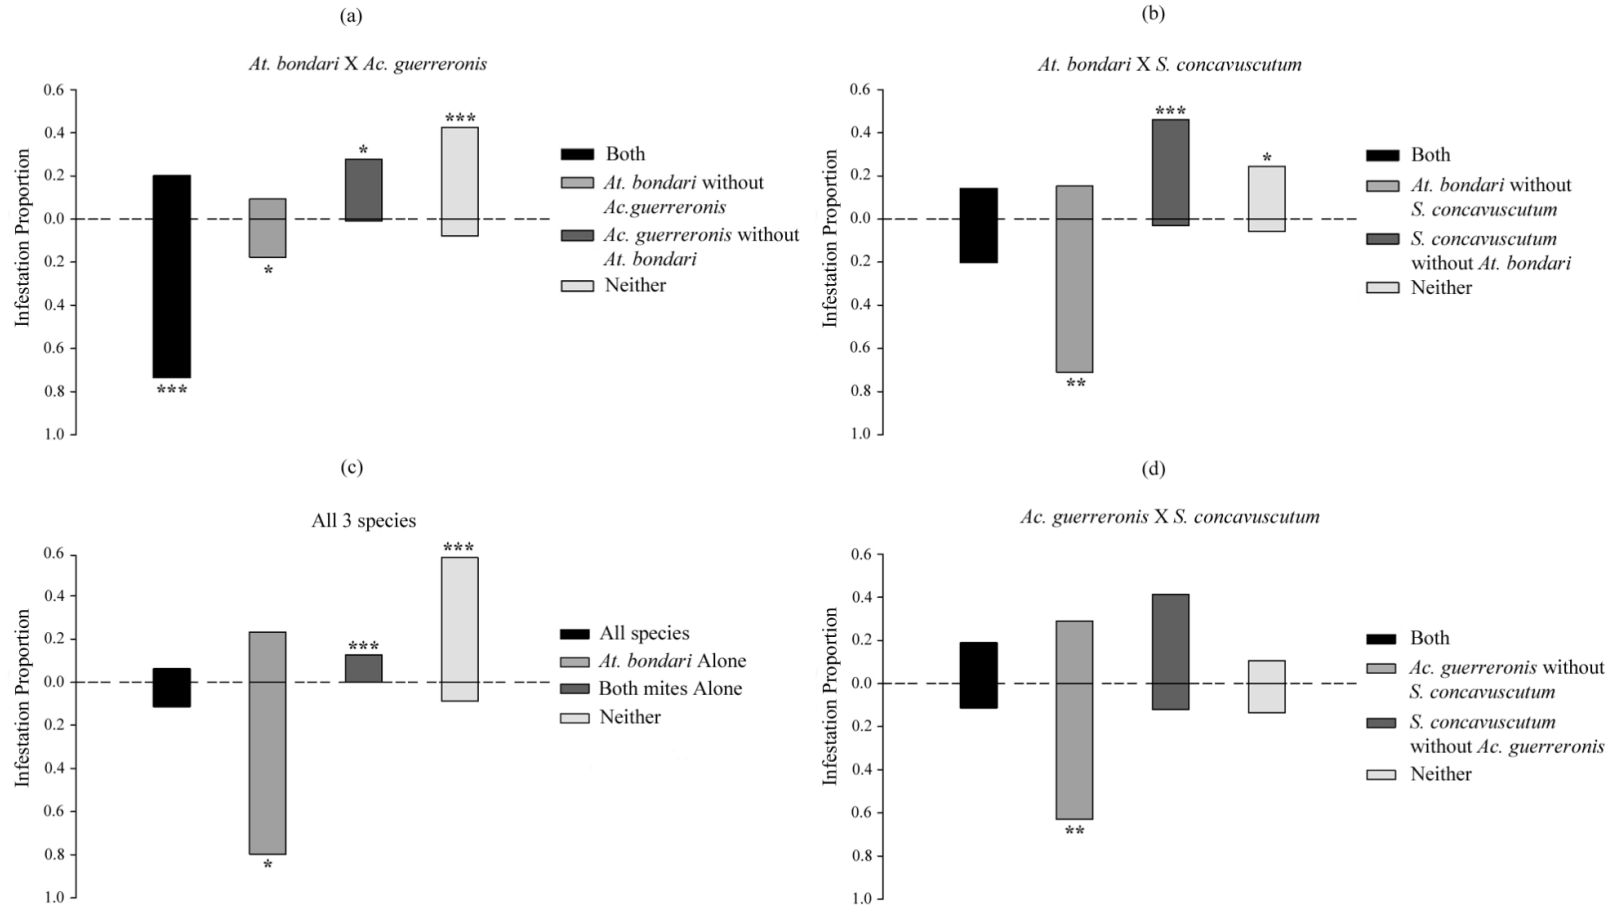 (a)
At. bondari X Ac. guerreronis
0.6
0.4
0.2
0.0
0.2
0.4
0.6
0.8
1.0
Infestation Proportion
*
***
***
*
Both
At. bondari without
Ac.guerreronis
Ac. guerreronis without
At. bondari
Neither
(b)
At. bondari X S. concavuscutum
0.6
0.4
0.2
0.0
0.2
0.4
0.6
0.8
1.0
Infestation Proportion
***
*
**
Both
At. bondari without
S. concavuscutum
S. concavuscutum
without At. bondari
Neither
(c)
All 3 species
0.6
0.4
0.2
0.0
0.2
0.4
0.6
0.8
1.0
Infestation Proportion
***
***
*
All species
At. bondari Alone
Both mites Alone
Neither
(d)
Ac. guerreronis X S. concavuscutum
0.6
0.4
0.2
0.0
0.2
0.4
0.6
0.8
1.0
Infestation Proportion
**
Both
Ac. guerreronis without
S. concavuscutum
S. concavuscutum
without Ac. guerreronis
Neither